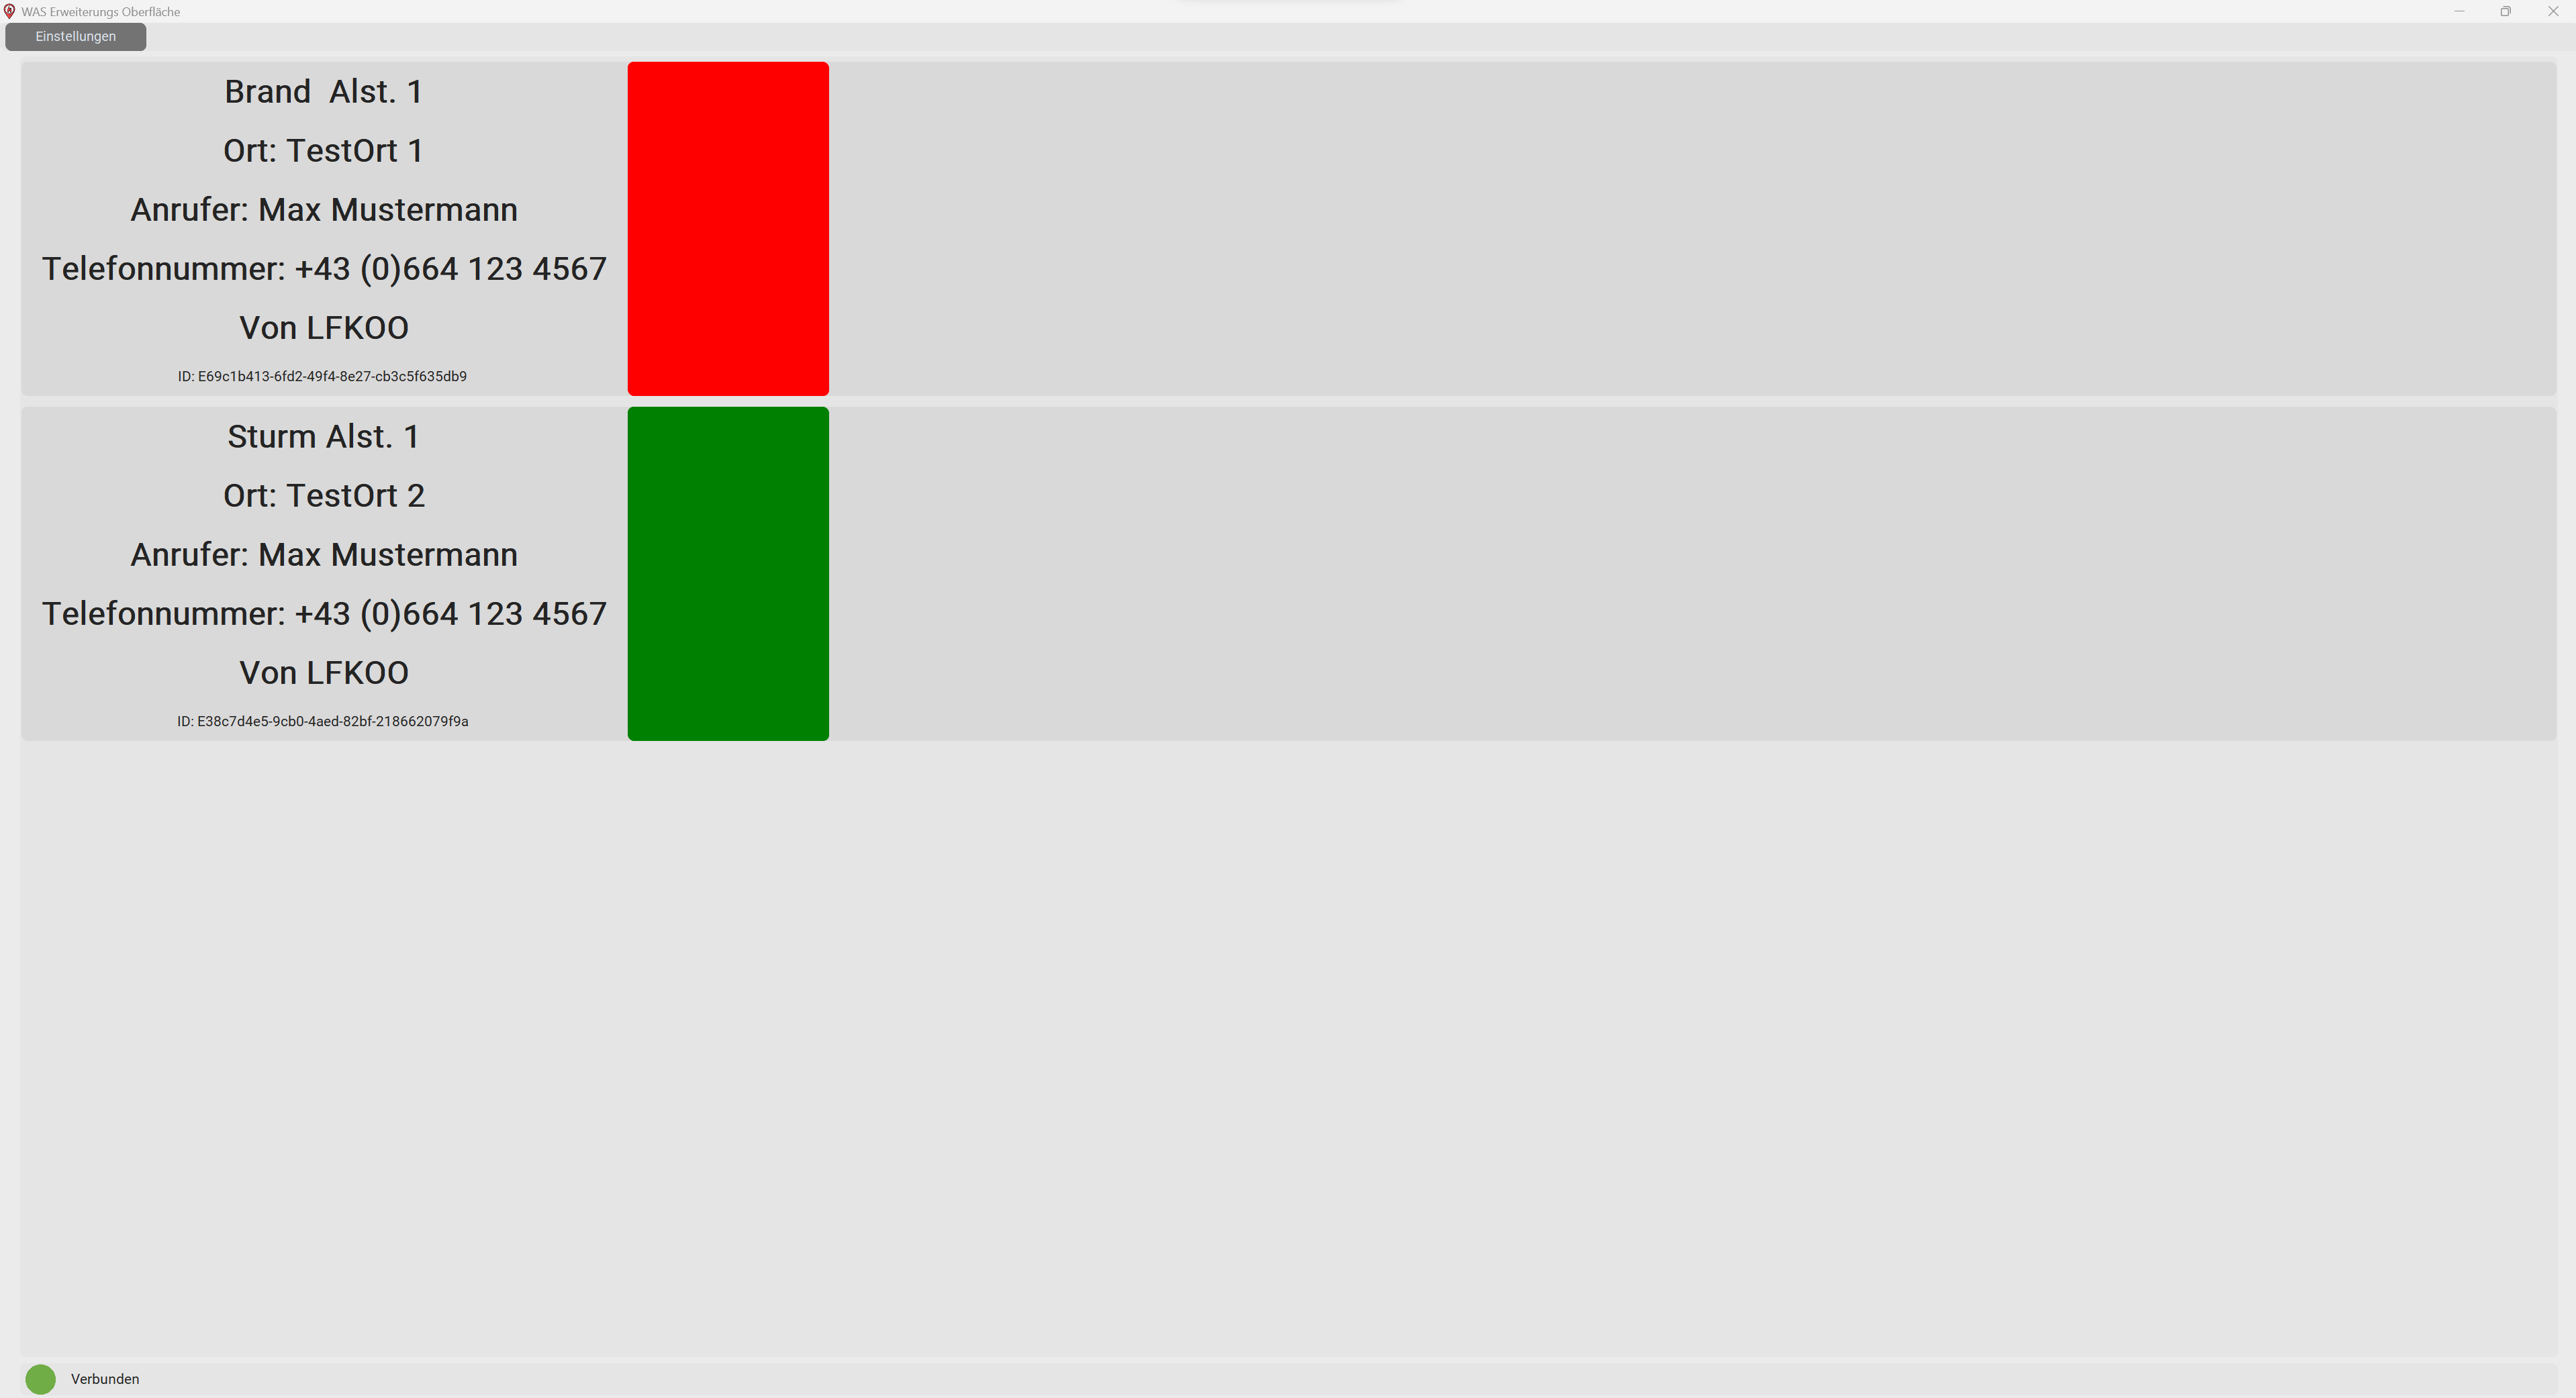 WAS Erweiterungs Oberfläche
Einstellungen
Brand  Alst. 1
Ort: TestOrt 1
Anrufer: Max Mustermann
Telefonnummer: +43 (0)664 123 4567
Von LFKOO
ID: E69c1b413-6fd2-49f4-8e27-cb3c5f635db9
Sturm Alst. 1
Ort: TestOrt 2
Anrufer: Max Mustermann
Telefonnummer: +43 (0)664 123 4567
Von LFKOO
ID: E38c7d4e5-9cb0-4aed-82bf-218662079f9a
Verbunden